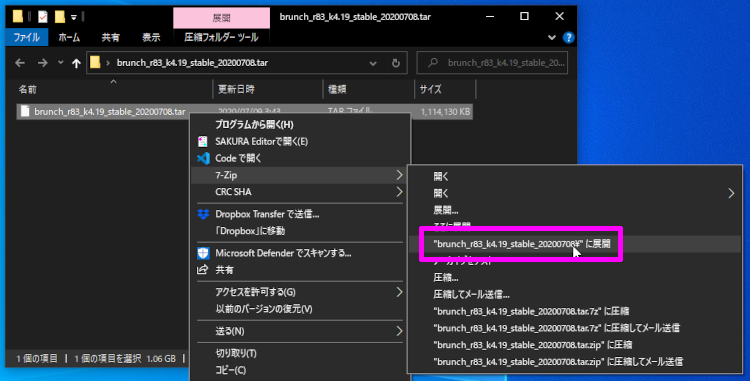 展開
brunch_r83_k4.19_stable_20200708.tar
ファイル
ホーム
共有
表示
圧縮フォルダー ツール
brunch_r83_k4.19_stable_20200708.tar
brunch_r83_k4.19_stable_20...
名前
更新日時
種類
サイズ
brunch_r83_k4.19_stable_20200708.tar
2020/07/09 3:43
TAR ファイル
1,114,130 KB
プログラムから開く(H)
SAKURA Editorで開く(E)
Code で開く
7-Zip
CRC SHA
Dropbox Transfer で送信...
「Dropbox」に移動
Microsoft Defender でスキャンする...
共有
アクセスを許可する(G)
以前のバージョンの復元(V)
送る(N)
切り取り(T)
コピー(C)
開く
開く
展開...
ここに展開
"brunch_r83_k4.19_stable_20200708¥" に展開
アーカイブをテスト
圧縮...
圧縮してメール送信...
"brunch_r83_k4.19_stable_20200708.tar.7z" に圧縮
"brunch_r83_k4.19_stable_20200708.tar.7z" に圧縮してメール送信
"brunch_r83_k4.19_stable_20200708.tar.zip" に圧縮
"brunch_r83_k4.19_stable_20200708.tar.zip" に圧縮してメール送信
1 個の項目
1 個の項目を選択 1.06 GB